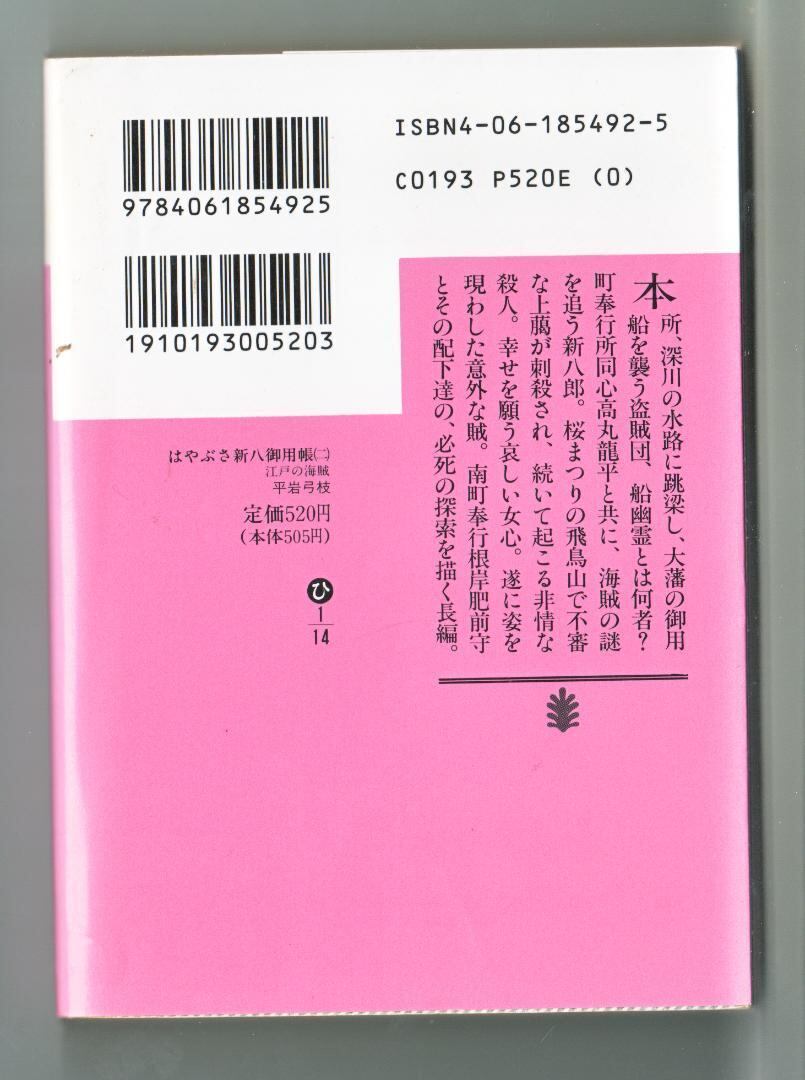 9784061854925
ISBN4-06-185492-5
C0193 P520E (0)
1910193005203
本所、深川の水路に跳梁し、大藩の御用
船を襲う盗賊団、船幽霊とは何者?
町奉行所同心高丸龍平と共に、海賊の謎
を追う新八郎。桜まつりの飛鳥山で不審
な上﨟が刺殺され、続いて起こる非情な
殺人。幸せを願う哀しい女心。遂に姿を
現わした意外な賊。南町奉行根岸肥前守
とその配下達の、必死の探索を描く長編。
はやぶさ新八御用帳(二)
江戸の海賊
平岩弓枝
定価520円
(本体505円)
ひ
1
14